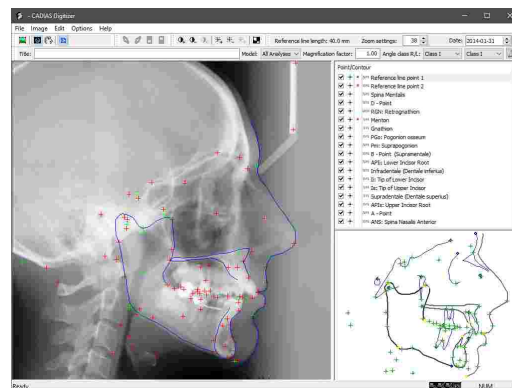 - CADIAS Digitizer
File Image Edit Options Help
Reference line length: 40.0 mm Zoom settings: 38 Date: 2014-01-31
Title: Model: All Analyses Magnification factor: 1.00 Angle class R/L: Class 1 Class 1
Point/Contour
Reference line point 1
Reference line point 2
Spina Mentalis
D - Point
RGN: Retrognathion
Menton
Gnathion
PGo: Pogonion osseum
Pm: Suprapogonion
B - Point (Supramentale)
APIi: Lower Incisor Root
Infradentale (Dentale inferius)
Ii: Tip of Lower Incisor
Is: Tip of Upper Incisor
Supradentale (Dentale superius)
APIs: Upper Incisor Root
A - Point
ANS: Spina Nasalis Anterior
Ready
NUM